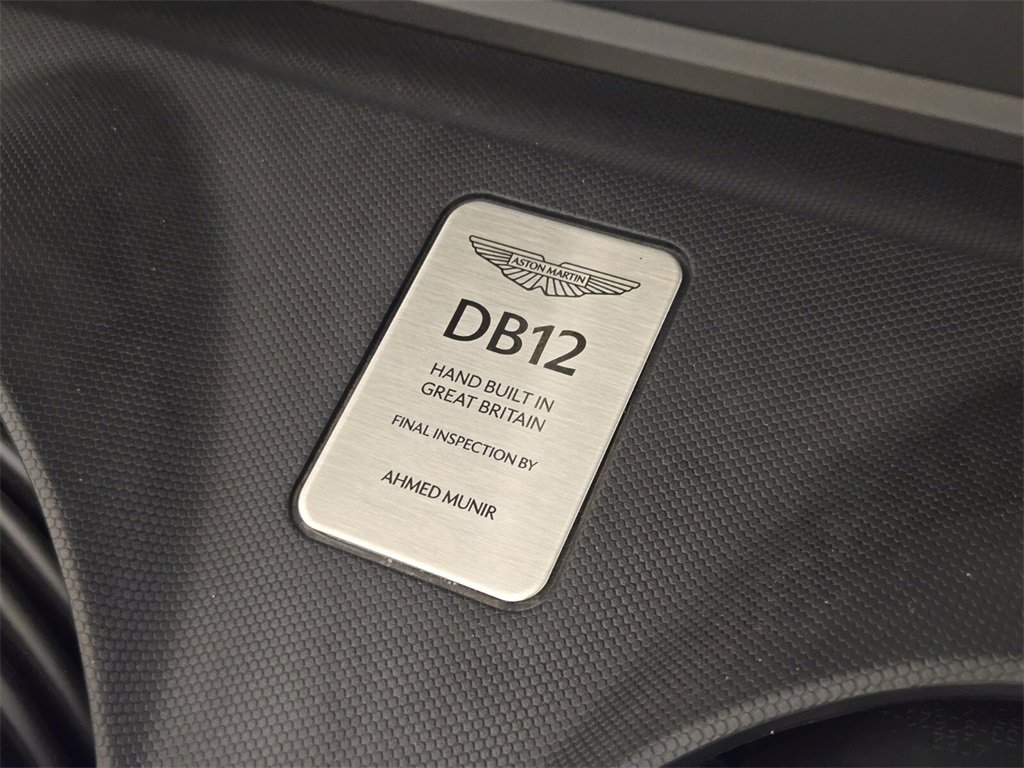 ASTON MARTIN
DB12
HAND BUILT IN
GREAT BRITAIN
FINAL INSPECTION BY
AHMED MUNIR